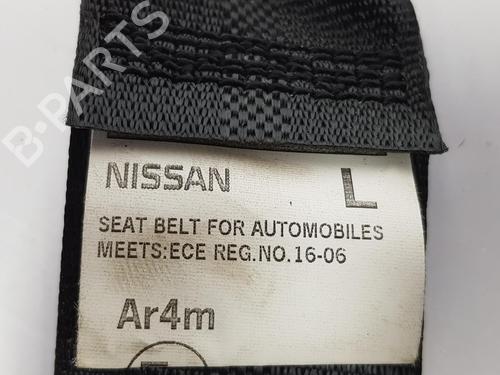 B-PARTS
NISSAN L
SEAT BELT FOR AUTOMOBILES
MEETS:ECE REG.NO.16-06
Ar4m